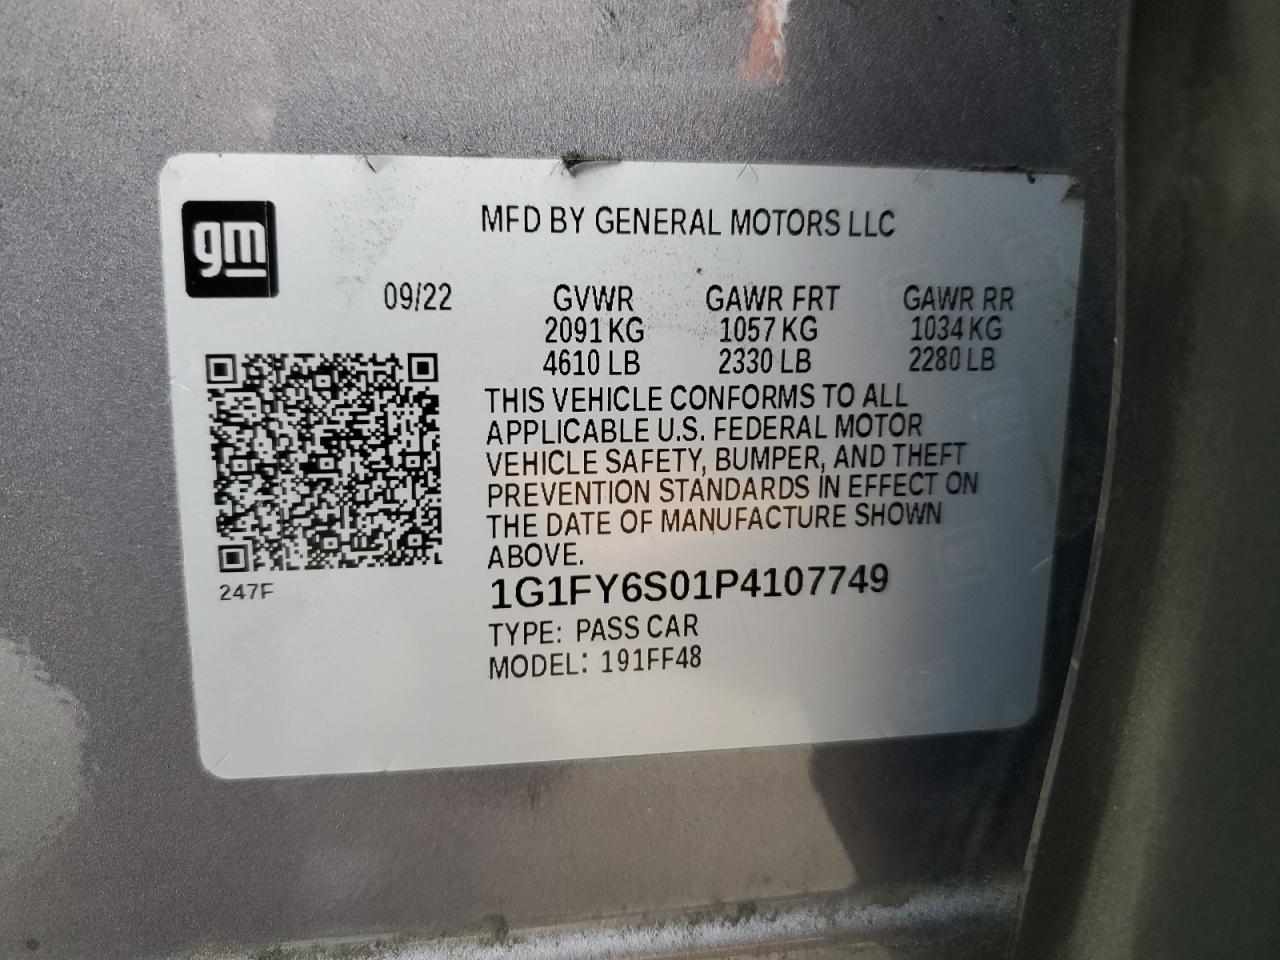 gm
MFD BY GENERAL MOTORS LLC
09/22 GVWR GAWR FRT GAWR RR
2091 KG 1057 KG 1034 KG
4610 LB 2330 LB 2280 LB
THIS VEHICLE CONFORMS TO ALL
APPLICABLE U.S. FEDERAL MOTOR
VEHICLE SAFETY, BUMPER, AND THEFT
PREVENTION STANDARDS IN EFFECT ON
THE DATE OF MANUFACTURE SHOWN
ABOVE.
247F
1G1FY6S01P4107749
TYPE: PASS CAR
MODEL: 191FF48